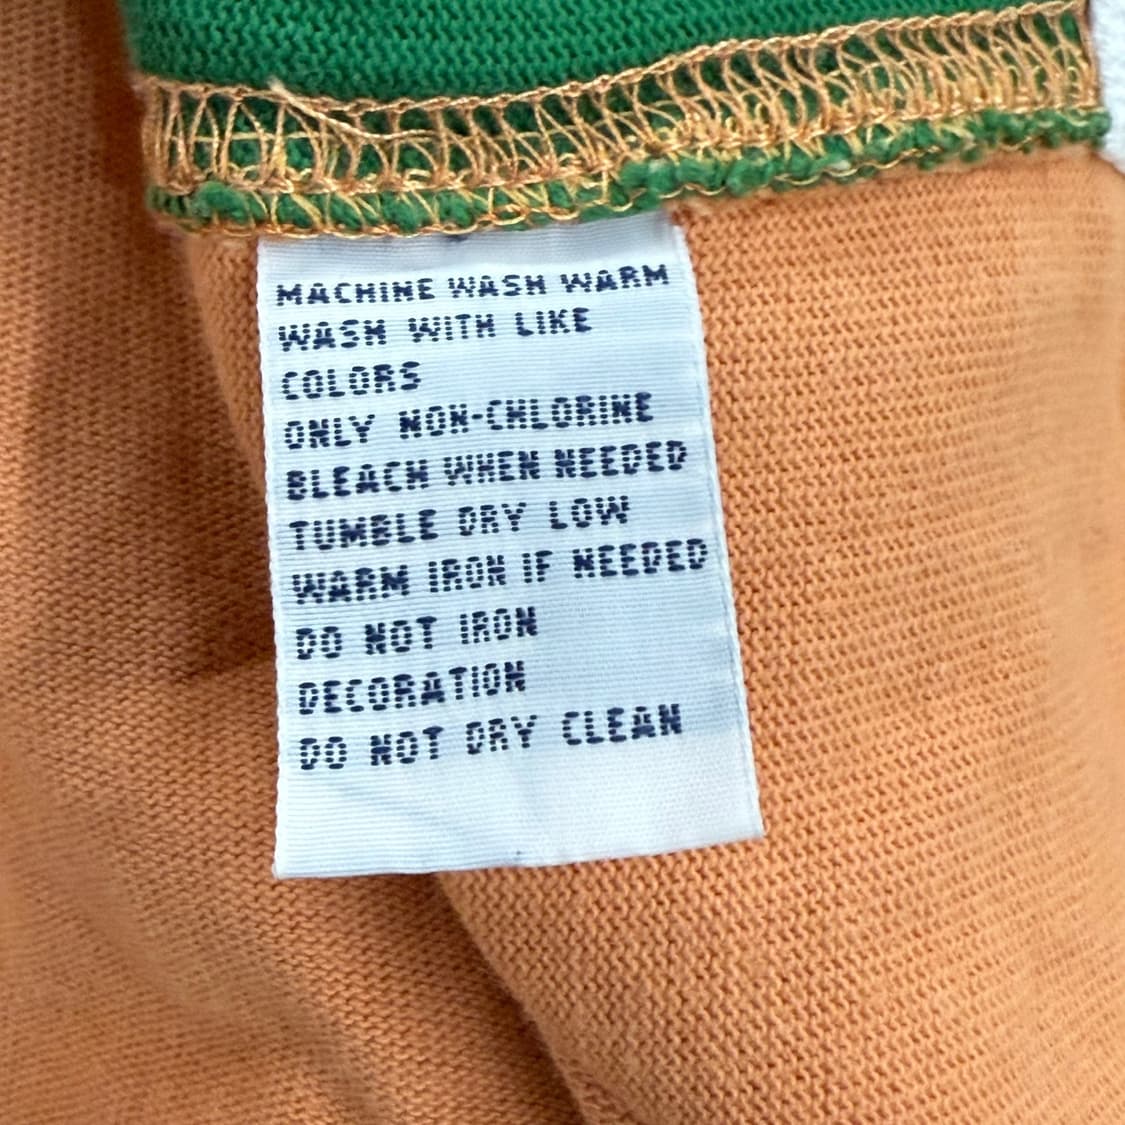 MACHINE WASH WARM
WASH WITH LIKE
COLORS
ONLY NON-CHLORINE
BLEACH WHEN NEEDED
TUMBLE DRY LOW
WARM IRON IF NEEDED
DO NOT IRON
DECORATION
DO NOT DRY CLEAN